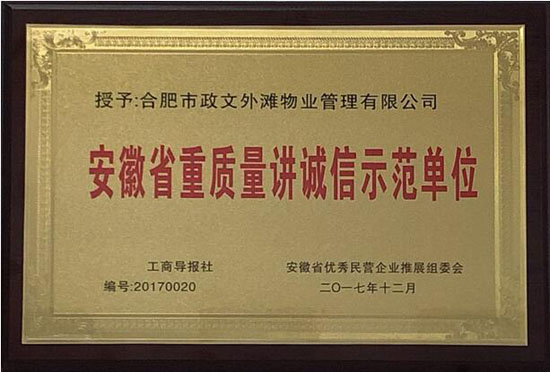 授予:合肥市政文外滩物业管理有限公司
安徽省重质量讲诚信示范单位
工商导报社
安徽省优秀民营企业推展组委会
编号:20170020
二〇一七年十二月